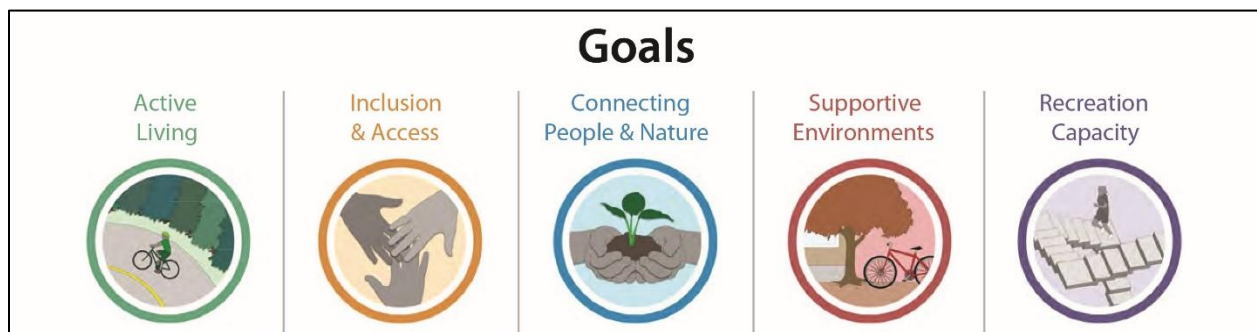 Goals
Active
Living
Inclusion
& Access
Connecting
People & Nature
Supportive
Environments
Recreation
Capacity